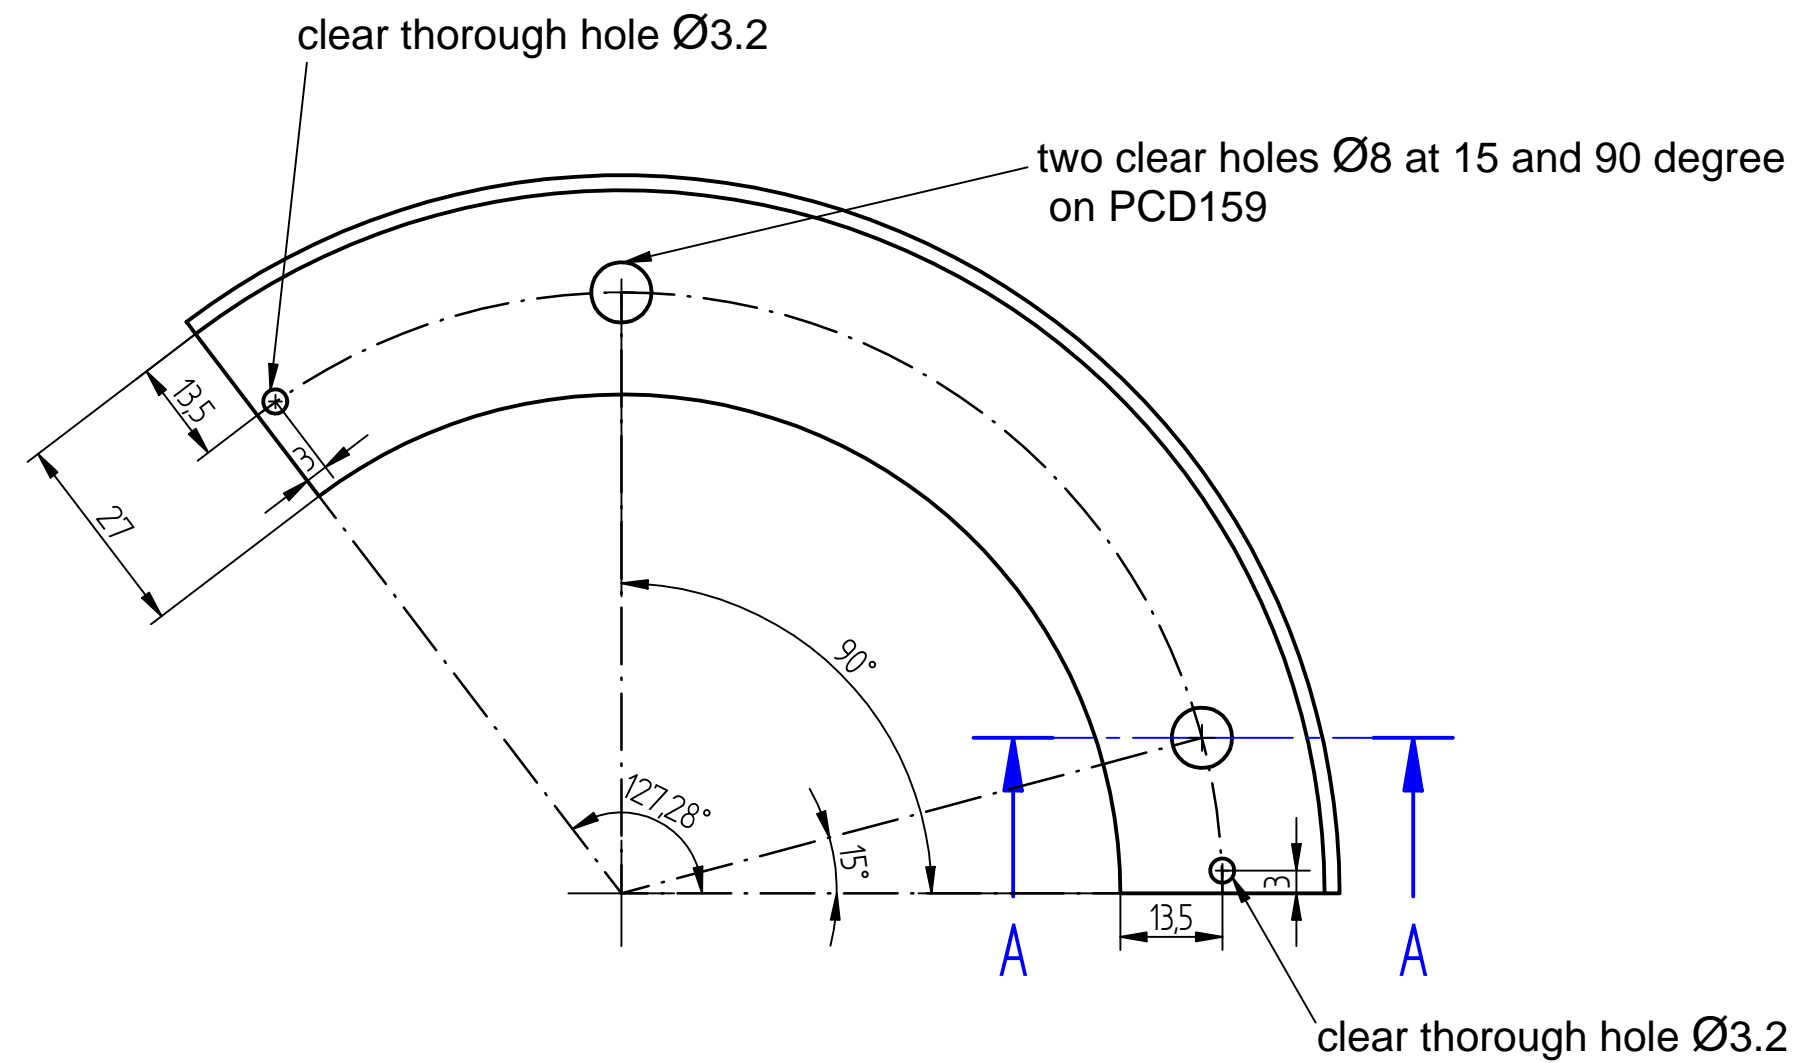 clear thorough hole Ø3.2
two clear holes Ø8 at 15 and 90 degree
on PCD159
13,5
3
27
90°
127,28°
15°
3
13,5
A
A
clear thorough hole Ø3.2